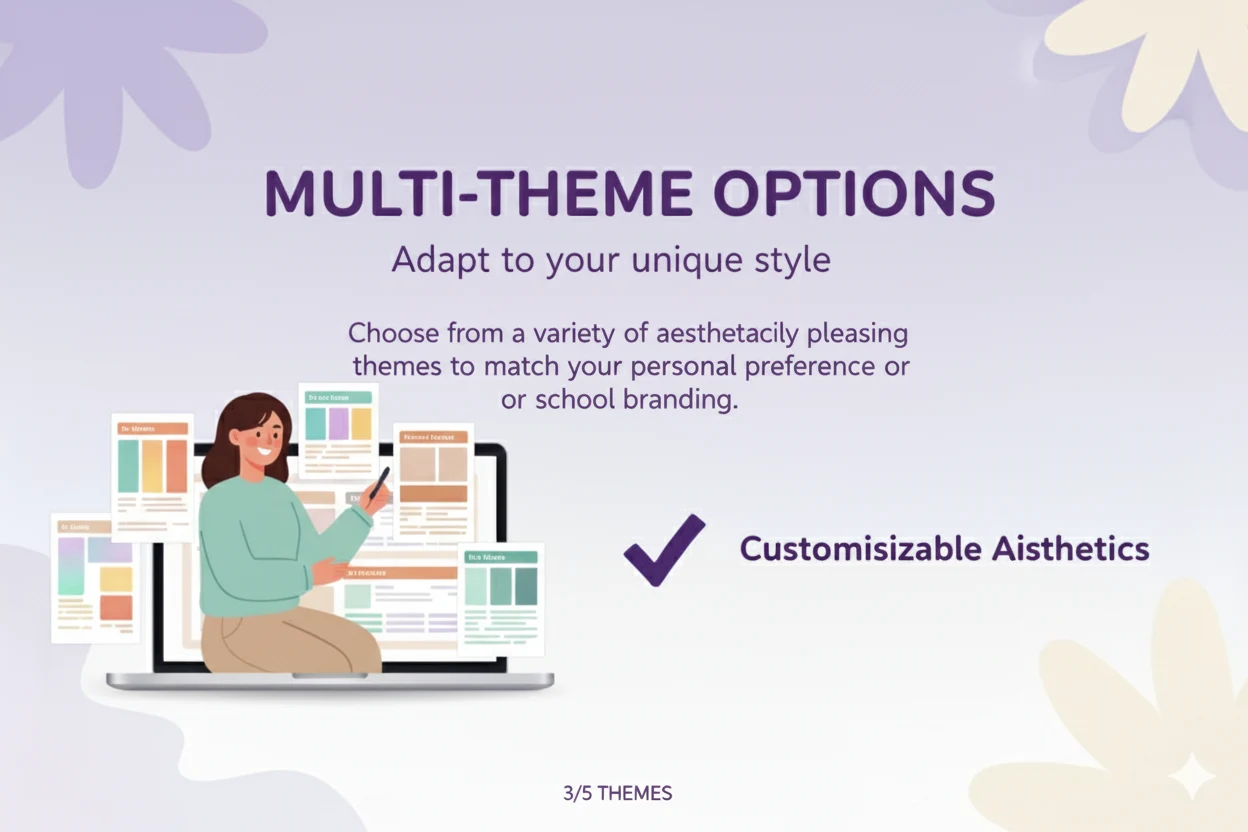 MULTI-THEME OPTIONS
Adapt to your unique style
Choose from a variety of aesthetacily pleasing
themes to match your personal preference or
or school branding.
Customisizable Aisthetics
3/5 THEMES